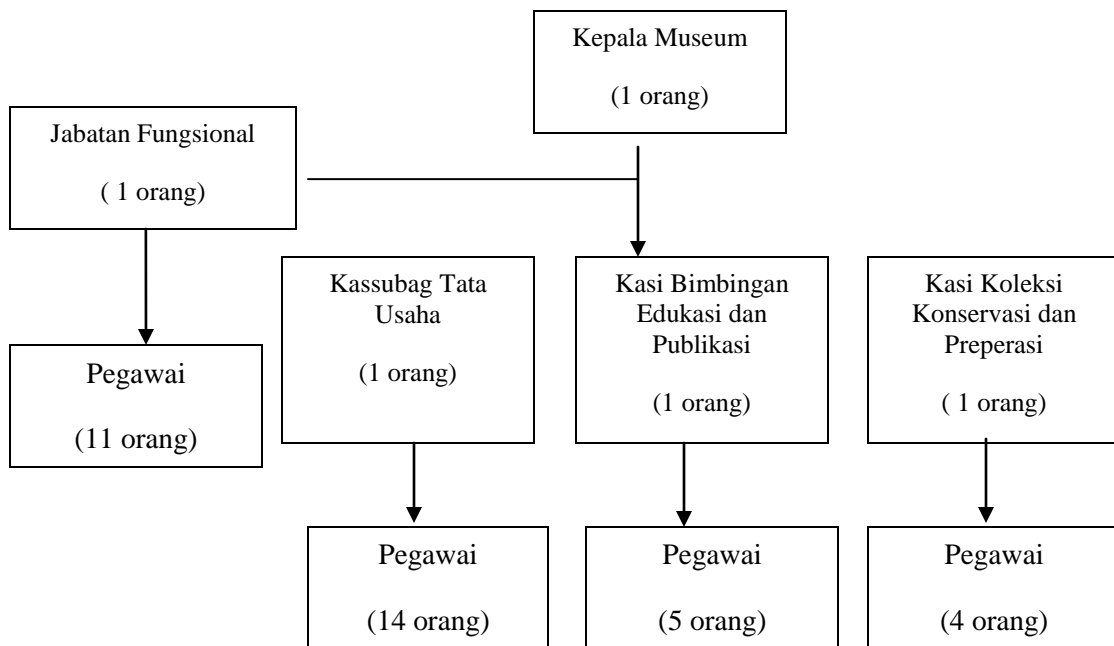 Kepala Museum
(1 orang)
Jabatan Fungsional
( 1 orang)
Kassubag Tata
Usaha
(1 orang)
Kasi Bimbingan
Edukasi dan
Publikasi
(1 orang)
Kasi Koleksi
Konservasi dan
Preperasi
( 1 orang)
Pegawai
(11 orang)
Pegawai
(14 orang)
Pegawai
(5 orang)
Pegawai
(4 orang)